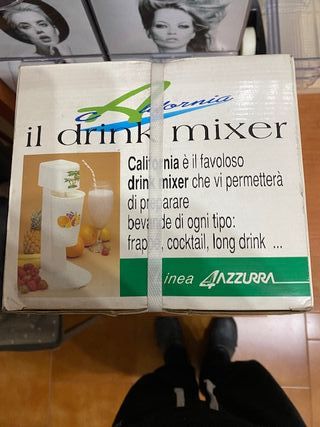 California
il drink mixer
California è il favoloso
drink mixer che vi permetterà
di preparare
bevande di ogni tipo:
frappè, cocktail, long drink ...
linea 4AZZURRA